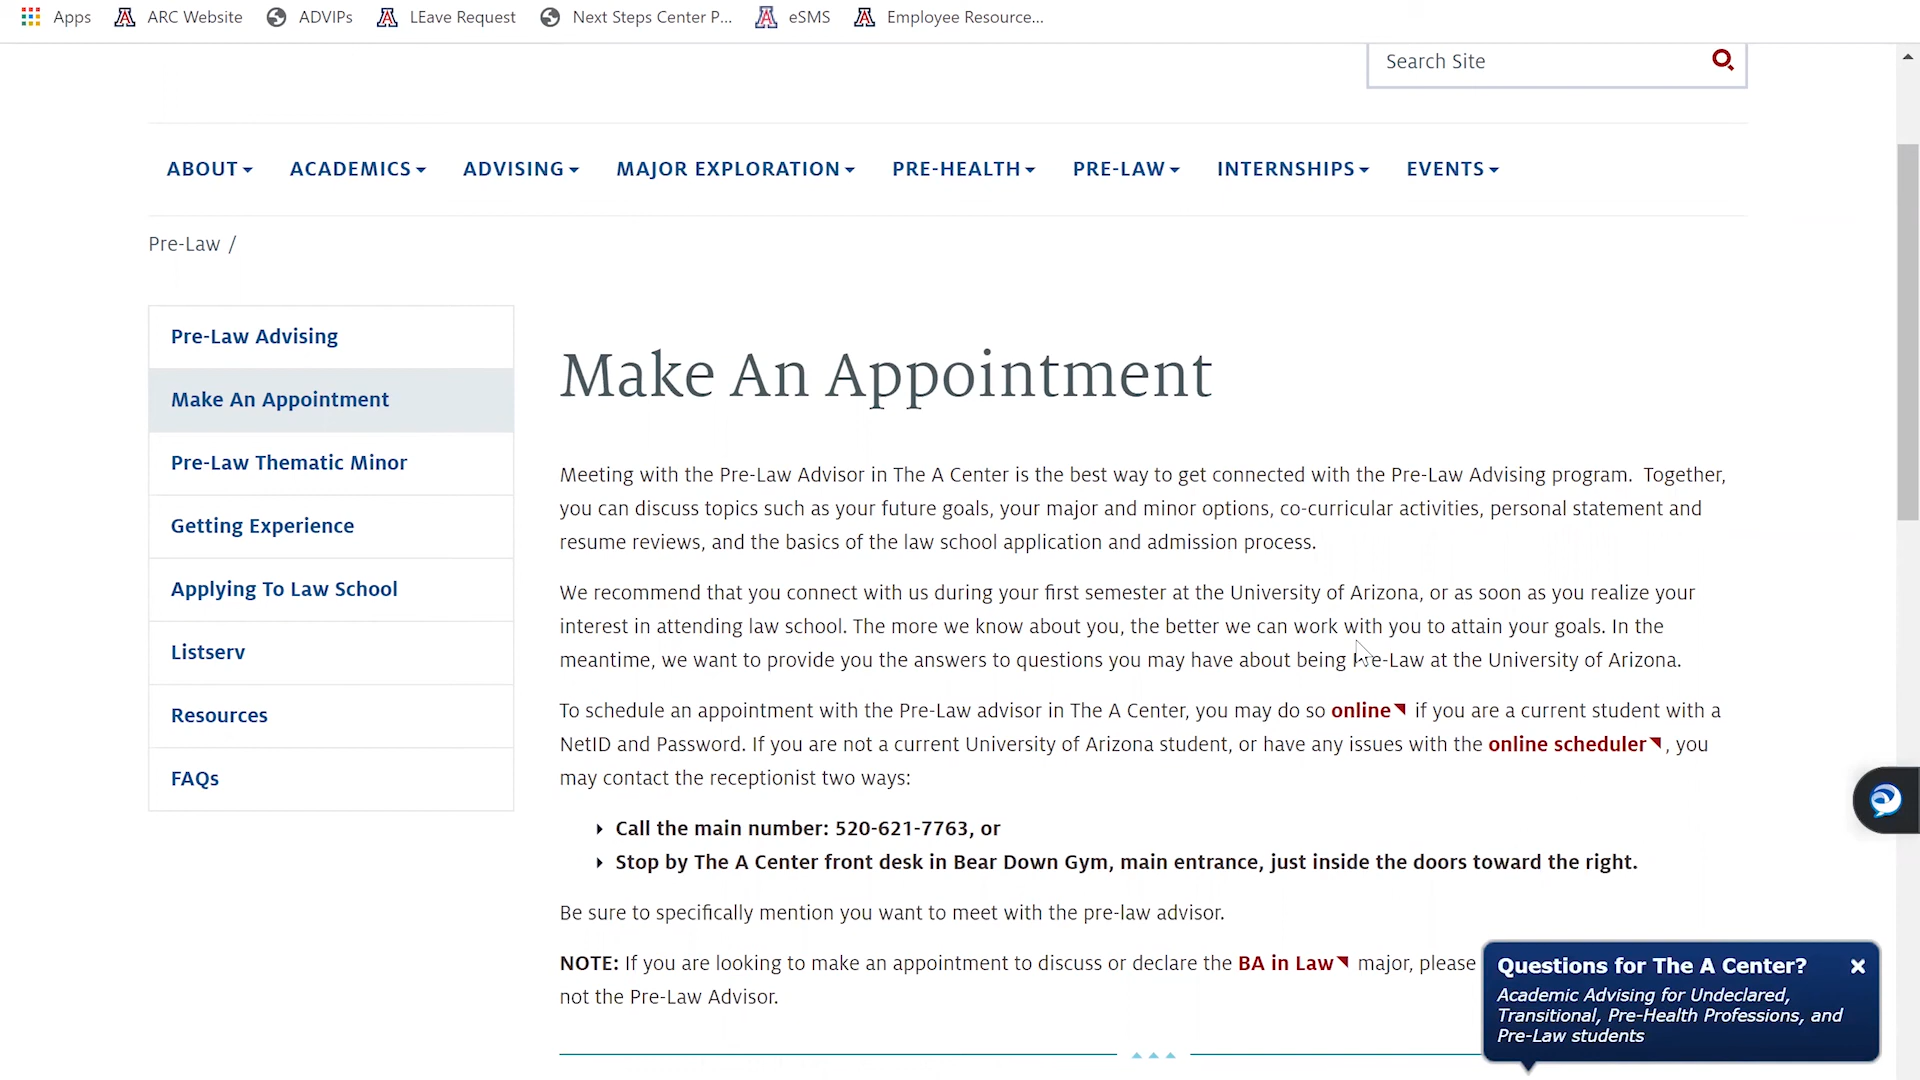 Apps ARC Website ADVIPs LEave Request Next Steps Center P... eSMS Employee Resource...
Search Site
ABOUT ACADEMICS ADVISING MAJOR EXPLORATION PRE-HEALTH PRE-LAW INTERNSHIPS EVENTS
Pre-Law /
Pre-Law Advising
Make An Appointment
Pre-Law Thematic Minor
Getting Experience
Applying To Law School
Listserv
Resources
FAQs
Make An Appointment
Meeting with the Pre-Law Advisor in The A Center is the best way to get connected with the Pre-Law Advising program. Together,
you can discuss topics such as your future goals, your major and minor options, co-curricular activities, personal statement and
resume reviews, and the basics of the law school application and admission process.
We recommend that you connect with us during your first semester at the University of Arizona, or as soon as you realize your
interest in attending law school. The more we know about you, the better we can work with you to attain your goals. In the
meantime, we want to provide you the answers to questions you may have about being Pre-Law at the University of Arizona.
To schedule an appointment with the Pre-Law advisor in The A Center, you may do so online if you are a current student with a
NetID and Password. If you are not a current University of Arizona student, or have any issues with the online scheduler, you
may contact the receptionist two ways:
Call the main number: 520-621-7763, or
Stop by The A Center front desk in Bear Down Gym, main entrance, just inside the doors toward the right.
Be sure to specifically mention you want to meet with the pre-law advisor.
NOTE: If you are looking to make an appointment to discuss or declare the BA in Law major, please
not the Pre-Law Advisor.
Questions for The A Center?
Academic Advising for Undeclared,
Transitional, Pre-Health Professions, and
Pre-Law students